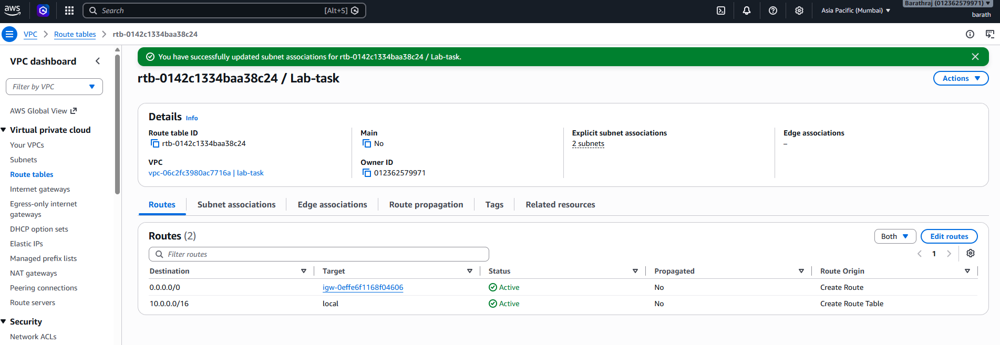 aws
Search [Alt+S]
Asia Pacific (Mumbai)
Barathraj (012362579971)
barath
VPC
Route tables
rtb-0142c1334baa38c24
VPC dashboard
Filter by VPC
AWS Global View
Virtual private cloud
Your VPCs
Subnets
Route tables
Internet gateways
Egress-only internet
gateways
DHCP option sets
Elastic IPs
Managed prefix lists
NAT gateways
Peering connections
Route servers
Security
Network ACLs
You have successfully updated subnet associations for rtb-0142c1334baa38c24 / Lab-task.
rtb-0142c1334baa38c24 / Lab-task
Actions
Details Info
Route table ID
rtb-0142c1334baa38c24
Main
No
Explicit subnet associations
2 subnets
Edge associations
–
VPC
vpc-06c2fc3980ac7716a | lab-task
Owner ID
012362579971
Routes Subnet associations Edge associations Route propagation Tags Related resources
Routes (2)
Both Edit routes
Filter routes
1
Destination Target Status Propagated Route Origin
0.0.0.0/0 igw-0effe6f1168f04606 Active No Create Route
10.0.0.0/16 local Active No Create Route Table